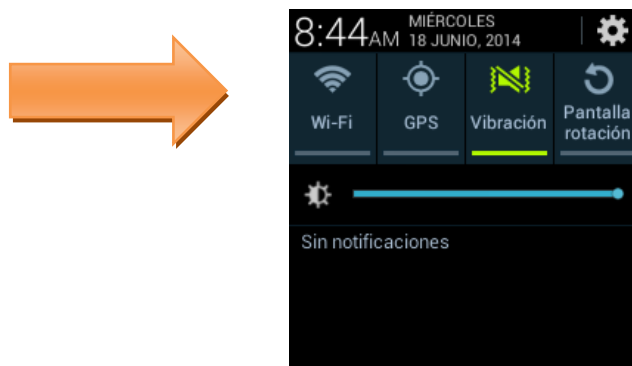 8:44AM MIÉRCOLES
18 JUNIO, 2014
Wi-Fi GPS Vibración Pantalla
rotación
Sin notificaciones